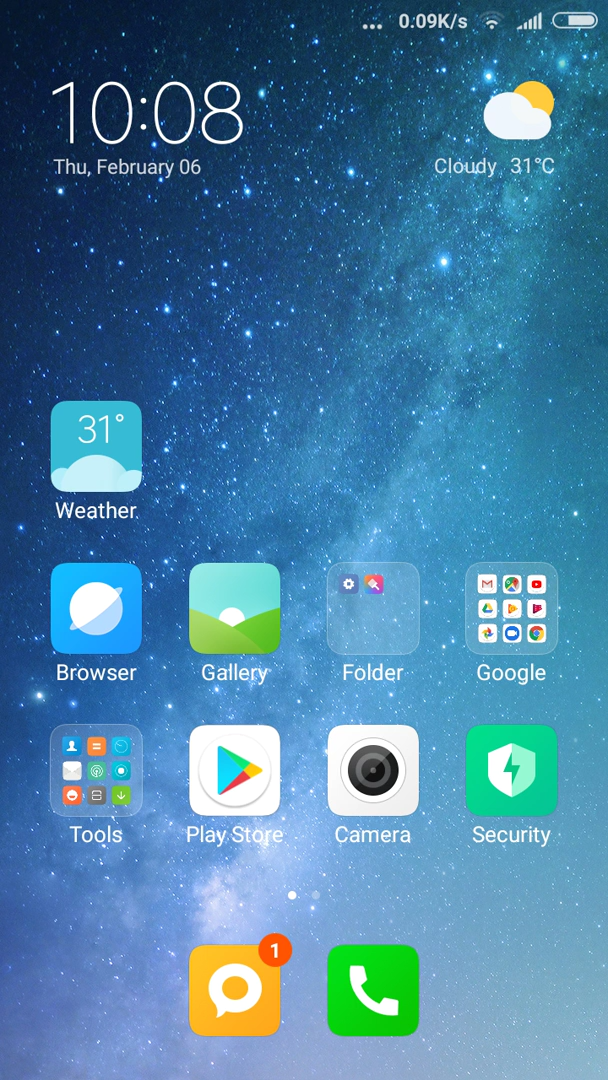 ... 0.09K/s
10:08
Thu, February 06
Cloudy 31°C
31°
Weather
Browser
Gallery
Folder
Google
Tools
Play Store
Camera
Security
1